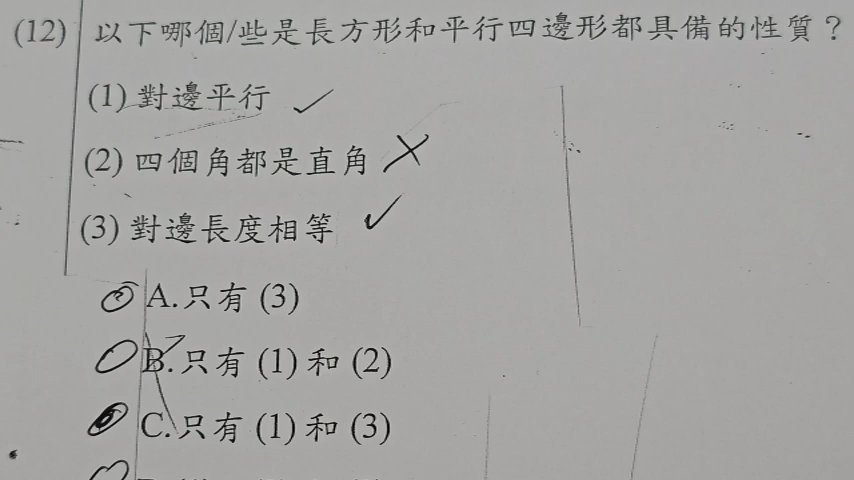 (12) 以下哪個/些是長方形和平行四邊形都具備的性質？
(1) 對邊平行
(2) 四個角都是直角
(3) 對邊長度相等
A. 只有 (3)
B. 只有 (1) 和 (2)
C. 只有 (1) 和 (3)